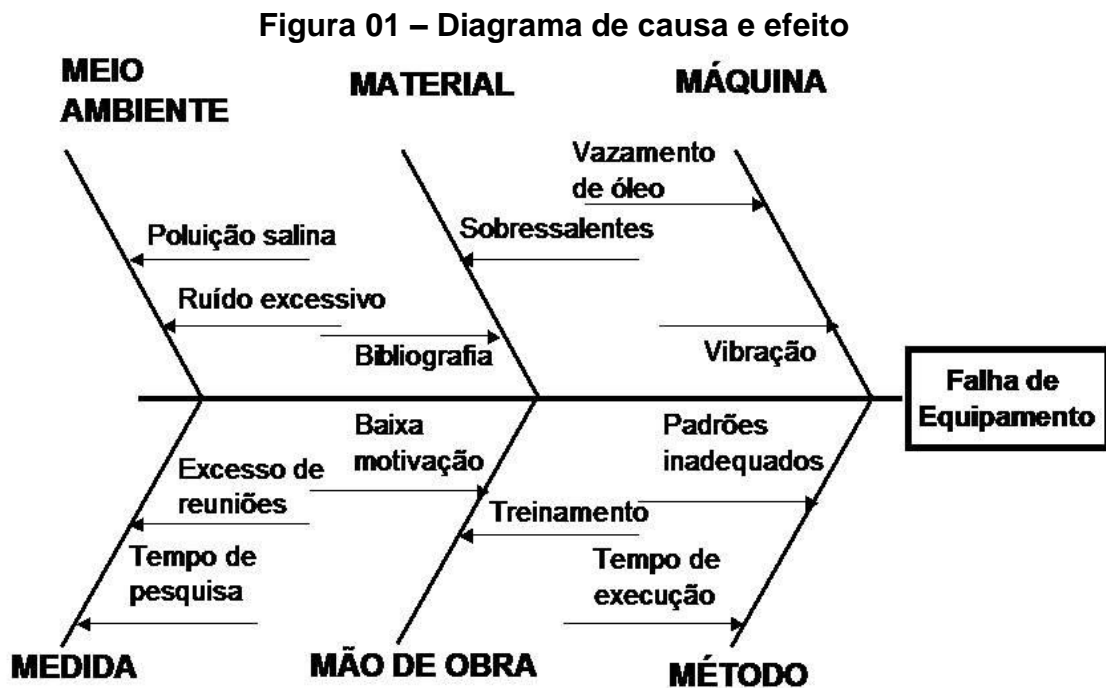 Figura 01 – Diagrama de causa e efeito
MEIO
AMBIENTE
MATERIAL
MÁQUINA
Vazamento
de óleo
Poluição salina
Sobressalentes
Ruído excessivo
Bibliografia
Vibração
Falha de
Equipamento
Baixa
motivação
Padrões
inadequados
Excesso de
reuniões
Treinamento
Tempo de
pesquisa
Tempo de
execução
MEDIDA
MÃO DE OBRA
MÉTODO